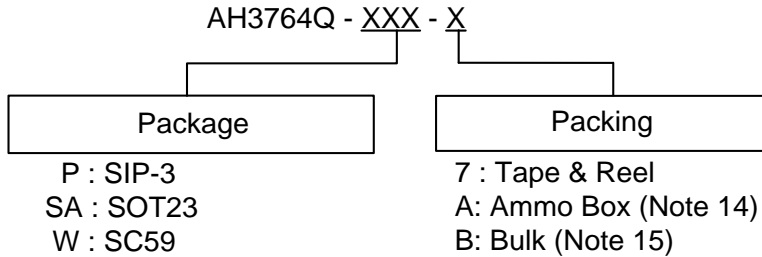 AH3764Q - XXX - X
Package
Packing
P : SIP-3
SA : SOT23
W : SC59
7 : Tape & Reel
A: Ammo Box (Note 14)
B: Bulk (Note 15)